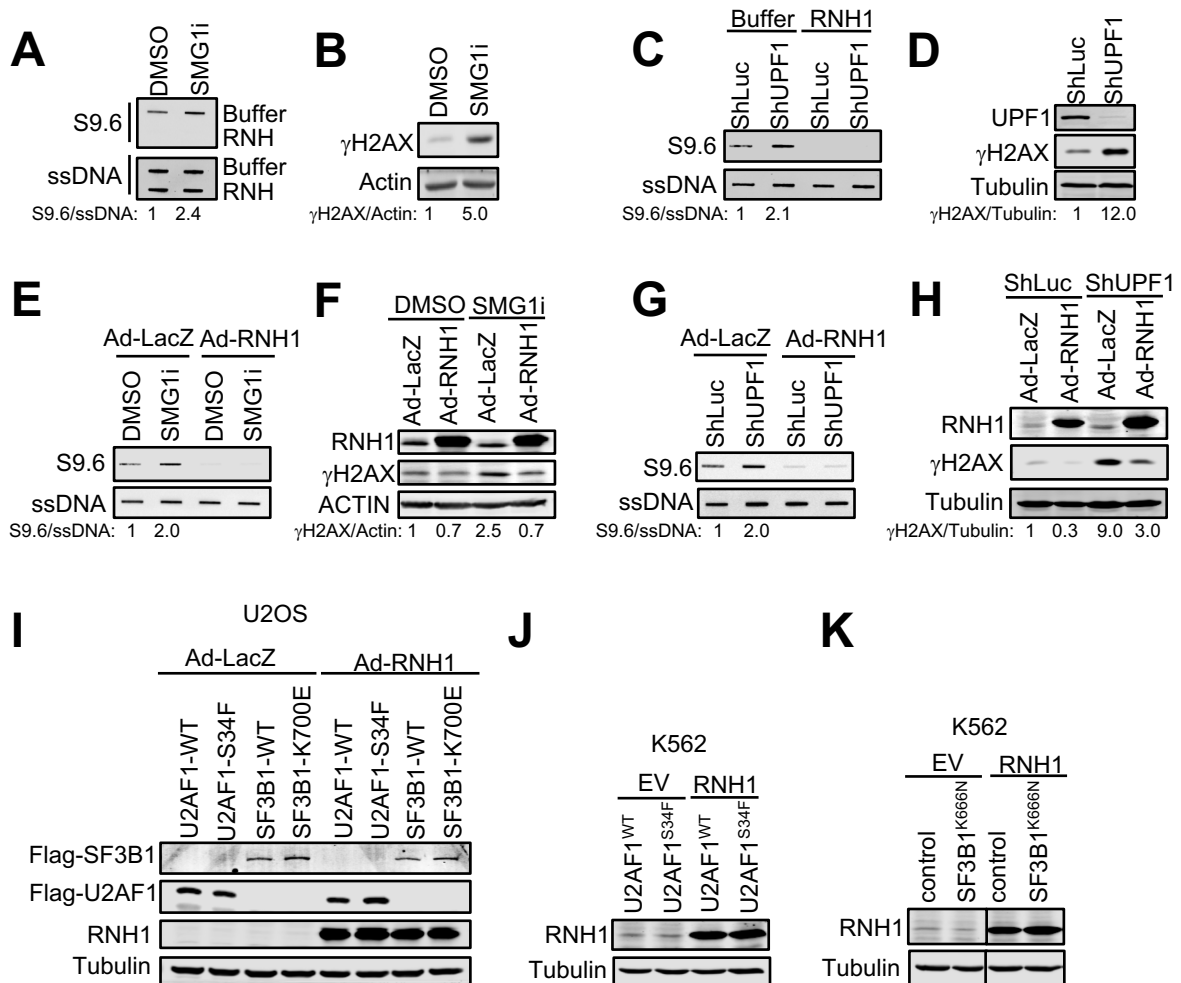 A
DMSO
SMG1i
S9.6
Buffer
RNH
ssDNA
Buffer
RNH
S9.6/ssDNA: 1 2.4
B
DMSO
SMG1i
γH2AX
Actin
γH2AX/Actin: 1 5.0
C
Buffer RNH1
ShLuc
ShUPF1
ShLuc
ShUPF1
S9.6
ssDNA
S9.6/ssDNA: 1 2.1
D
ShLuc
ShUPF1
UPF1
γH2AX
Tubulin
γH2AX/Tubulin: 1 12.0
E
Ad-LacZ Ad-RNH1
DMSO
SMG1i
DMSO
SMG1i
S9.6
ssDNA
S9.6/ssDNA: 1 2.0
F
DMSO SMG1i
Ad-LacZ
Ad-RNH1
Ad-LacZ
Ad-RNH1
RNH1
γH2AX
ACTIN
γH2AX/Actin: 1 0.7 2.5 0.7
G
Ad-LacZ Ad-RNH1
ShLuc
ShUPF1
ShLuc
ShUPF1
S9.6
ssDNA
S9.6/ssDNA: 1 2.0
H
ShLuc ShUPF1
Ad-LacZ
Ad-RNH1
Ad-LacZ
Ad-RNH1
RNH1
γH2AX
Tubulin
γH2AX/Tubulin: 1 0.3 9.0 3.0
I
U2OS
Ad-LacZ Ad-RNH1
U2AF1-WT
U2AF1-S34F
SF3B1-WT
SF3B1-K700E
U2AF1-WT
U2AF1-S34F
SF3B1-WT
SF3B1-K700E
Flag-SF3B1
Flag-U2AF1
RNH1
Tubulin
J
K562
EV RNH1
U2AF1WT
U2AF1S34F
U2AF1WT
U2AF1S34F
RNH1
Tubulin
K
K562
EV RNH1
control
SF3B1K666N
control
SF3B1K666N
RNH1
Tubulin